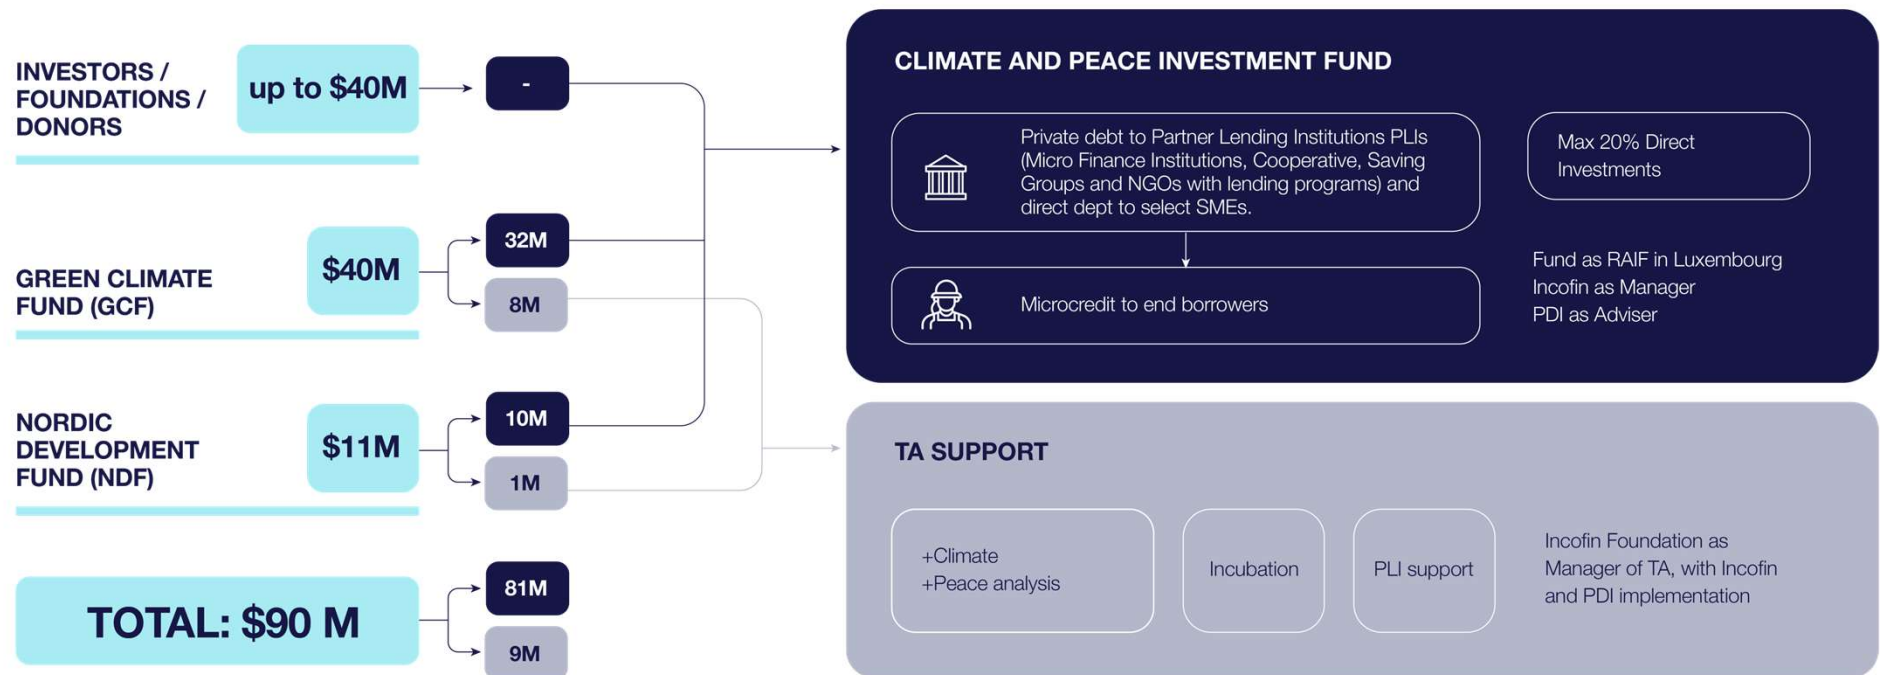 INVESTORS /
FOUNDATIONS /
DONORS
up to $40M
-
GREEN CLIMATE
FUND (GCF)
$40M
32M
8M
NORDIC
DEVELOPMENT
FUND (NDF)
$11M
10M
1M
TOTAL: $90 M
81M
9M
CLIMATE AND PEACE INVESTMENT FUND
Private debt to Partner Lending Institutions PLIs
(Micro Finance Institutions, Cooperative, Saving
Groups and NGOs with lending programs) and
direct dept to select SMEs.
Max 20% Direct
Investments
Microcredit to end borrowers
Fund as RAIF in Luxembourg
Incofin as Manager
PDI as Adviser
TA SUPPORT
+Climate
+Peace analysis
Incubation
PLI support
Incofin Foundation as
Manager of TA, with Incofin
and PDI implementation